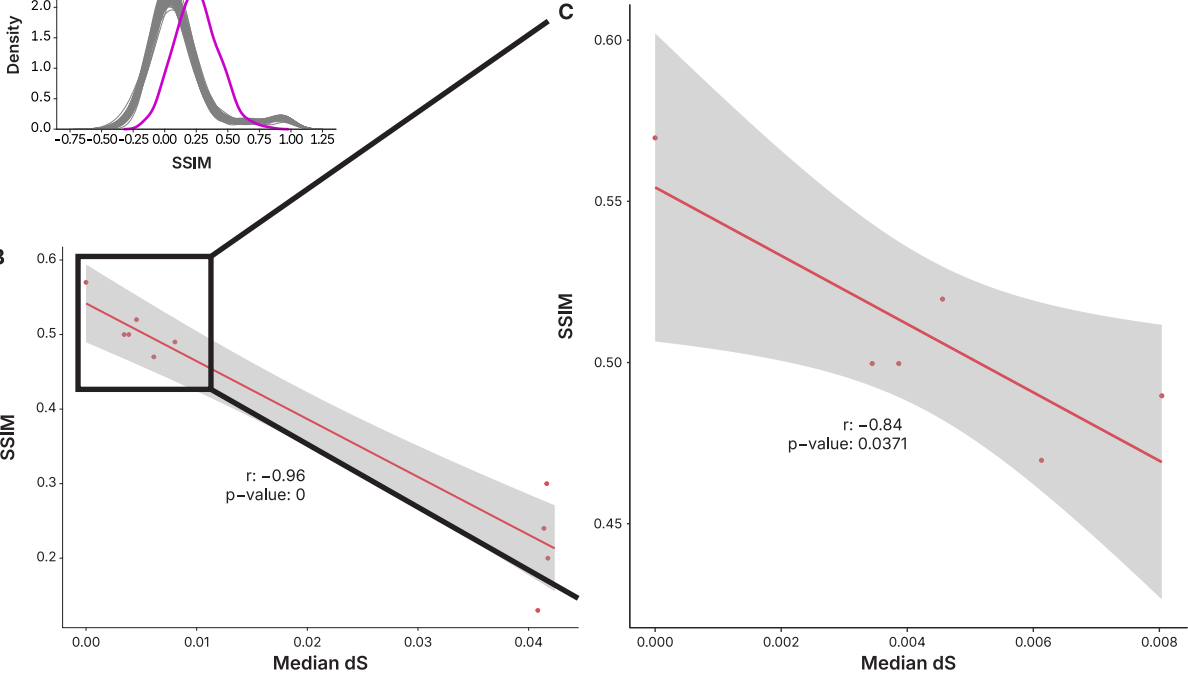 2.0
1.5
1.0
0.5
0.0
Density
-0.75 -0.50 -0.25 0.00 0.25 0.50 0.75 1.00 1.25
SSIM
0.6
0.5
0.4
0.3
0.2
SSIM
r: −0.96
p−value: 0
0.00 0.01 0.02 0.03 0.04
Median dS
C
0.60
0.55
0.50
0.45
SSIM
r: −0.84
p−value: 0.0371
0.000 0.002 0.004 0.006 0.008
Median dS